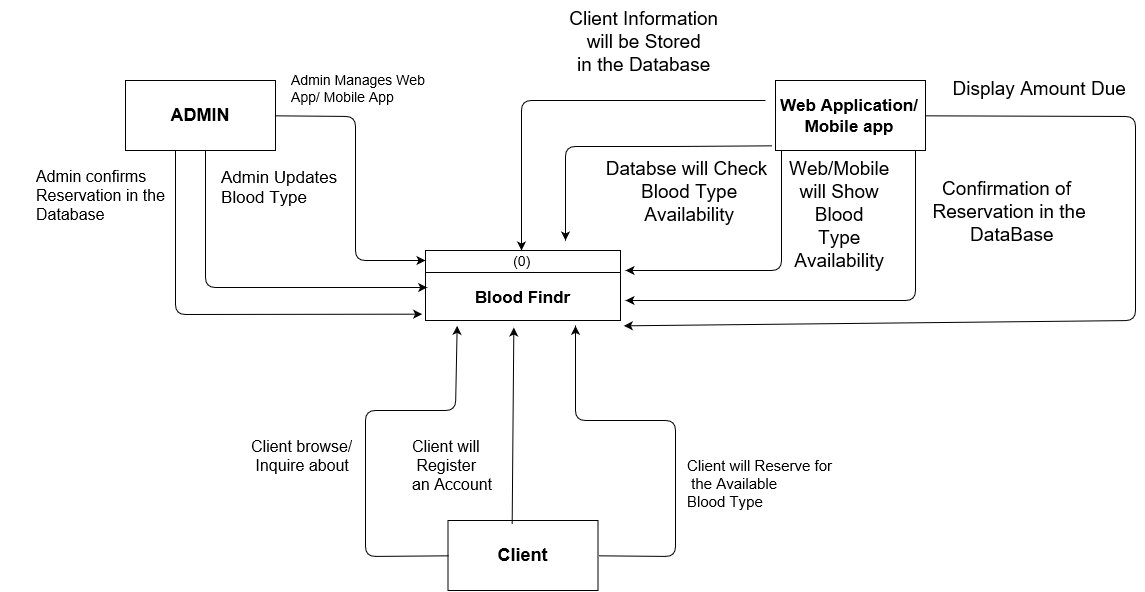 Client Information
will be Stored
in the Database
Admin Manages Web
App/ Mobile App
ADMIN
Web Application/
Mobile app
Display Amount Due
Admin confirms
Reservation in the
Database
Admin Updates
Blood Type
Databse will Check
Blood Type
Availability
Web/Mobile
will Show
Blood
Type
Availability
Confirmation of
Reservation in the
DataBase
(0)
Blood Findr
Client browse/
Inquire about
Client will
Register
an Account
Client will Reserve for
the Available
Blood Type
Client